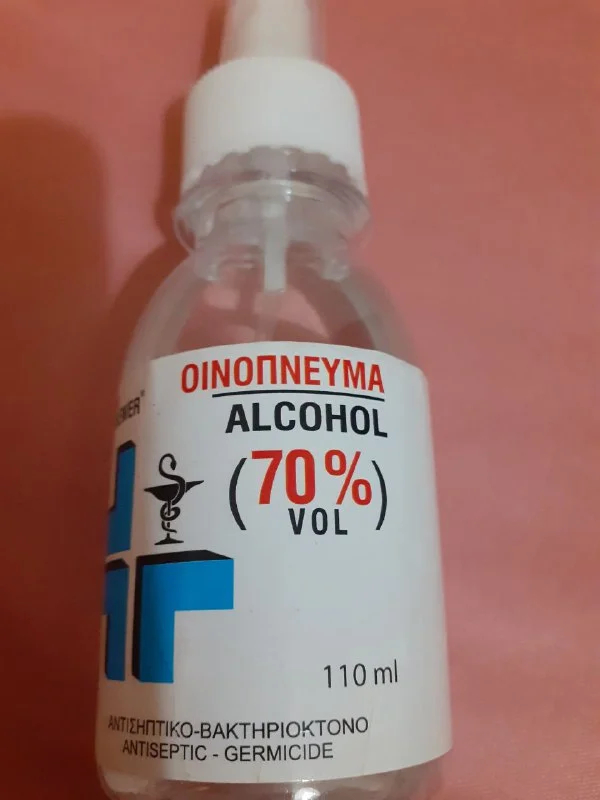 ΟΙΝΟΠΝΕΥΜΑ
ALCOHOL
(70%)
VOL
110 ml
ΑΝΤΙΣΗΠΤΙΚΟ-ΒΑΚΤΗΡΙΟΚΤΟΝΟ
ANTISEPTIC - GERMICIDE